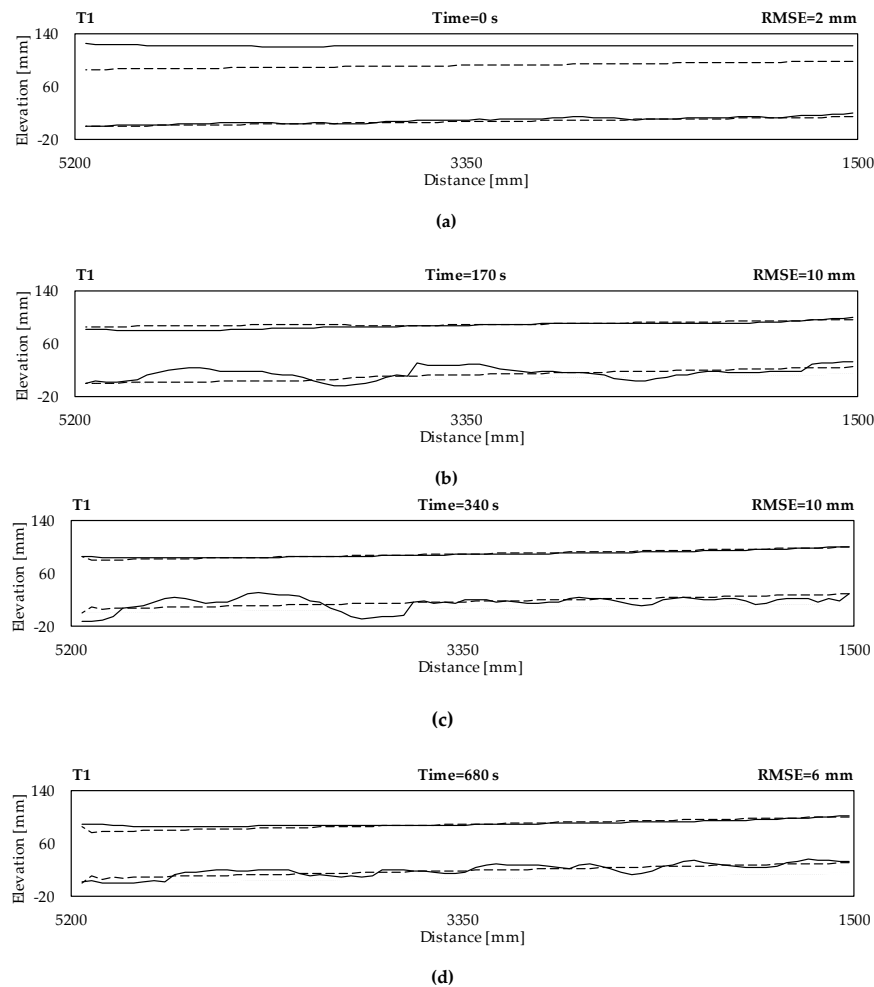 T1 Time=0 s RMSE=2 mm
140
60
-20
Elevation [mm]
5200 3350 1500
Distance [mm]
(a)
T1 Time=170 s RMSE=10 mm
140
60
-20
Elevation [mm]
5200 3350 1500
Distance [mm]
(b)
T1 Time=340 s RMSE=10 mm
140
60
-20
Elevation [mm]
5200 3350 1500
Distance [mm]
(c)
T1 Time=680 s RMSE=6 mm
140
60
-20
Elevation [mm]
5200 3350 1500
Distance [mm]
(d)